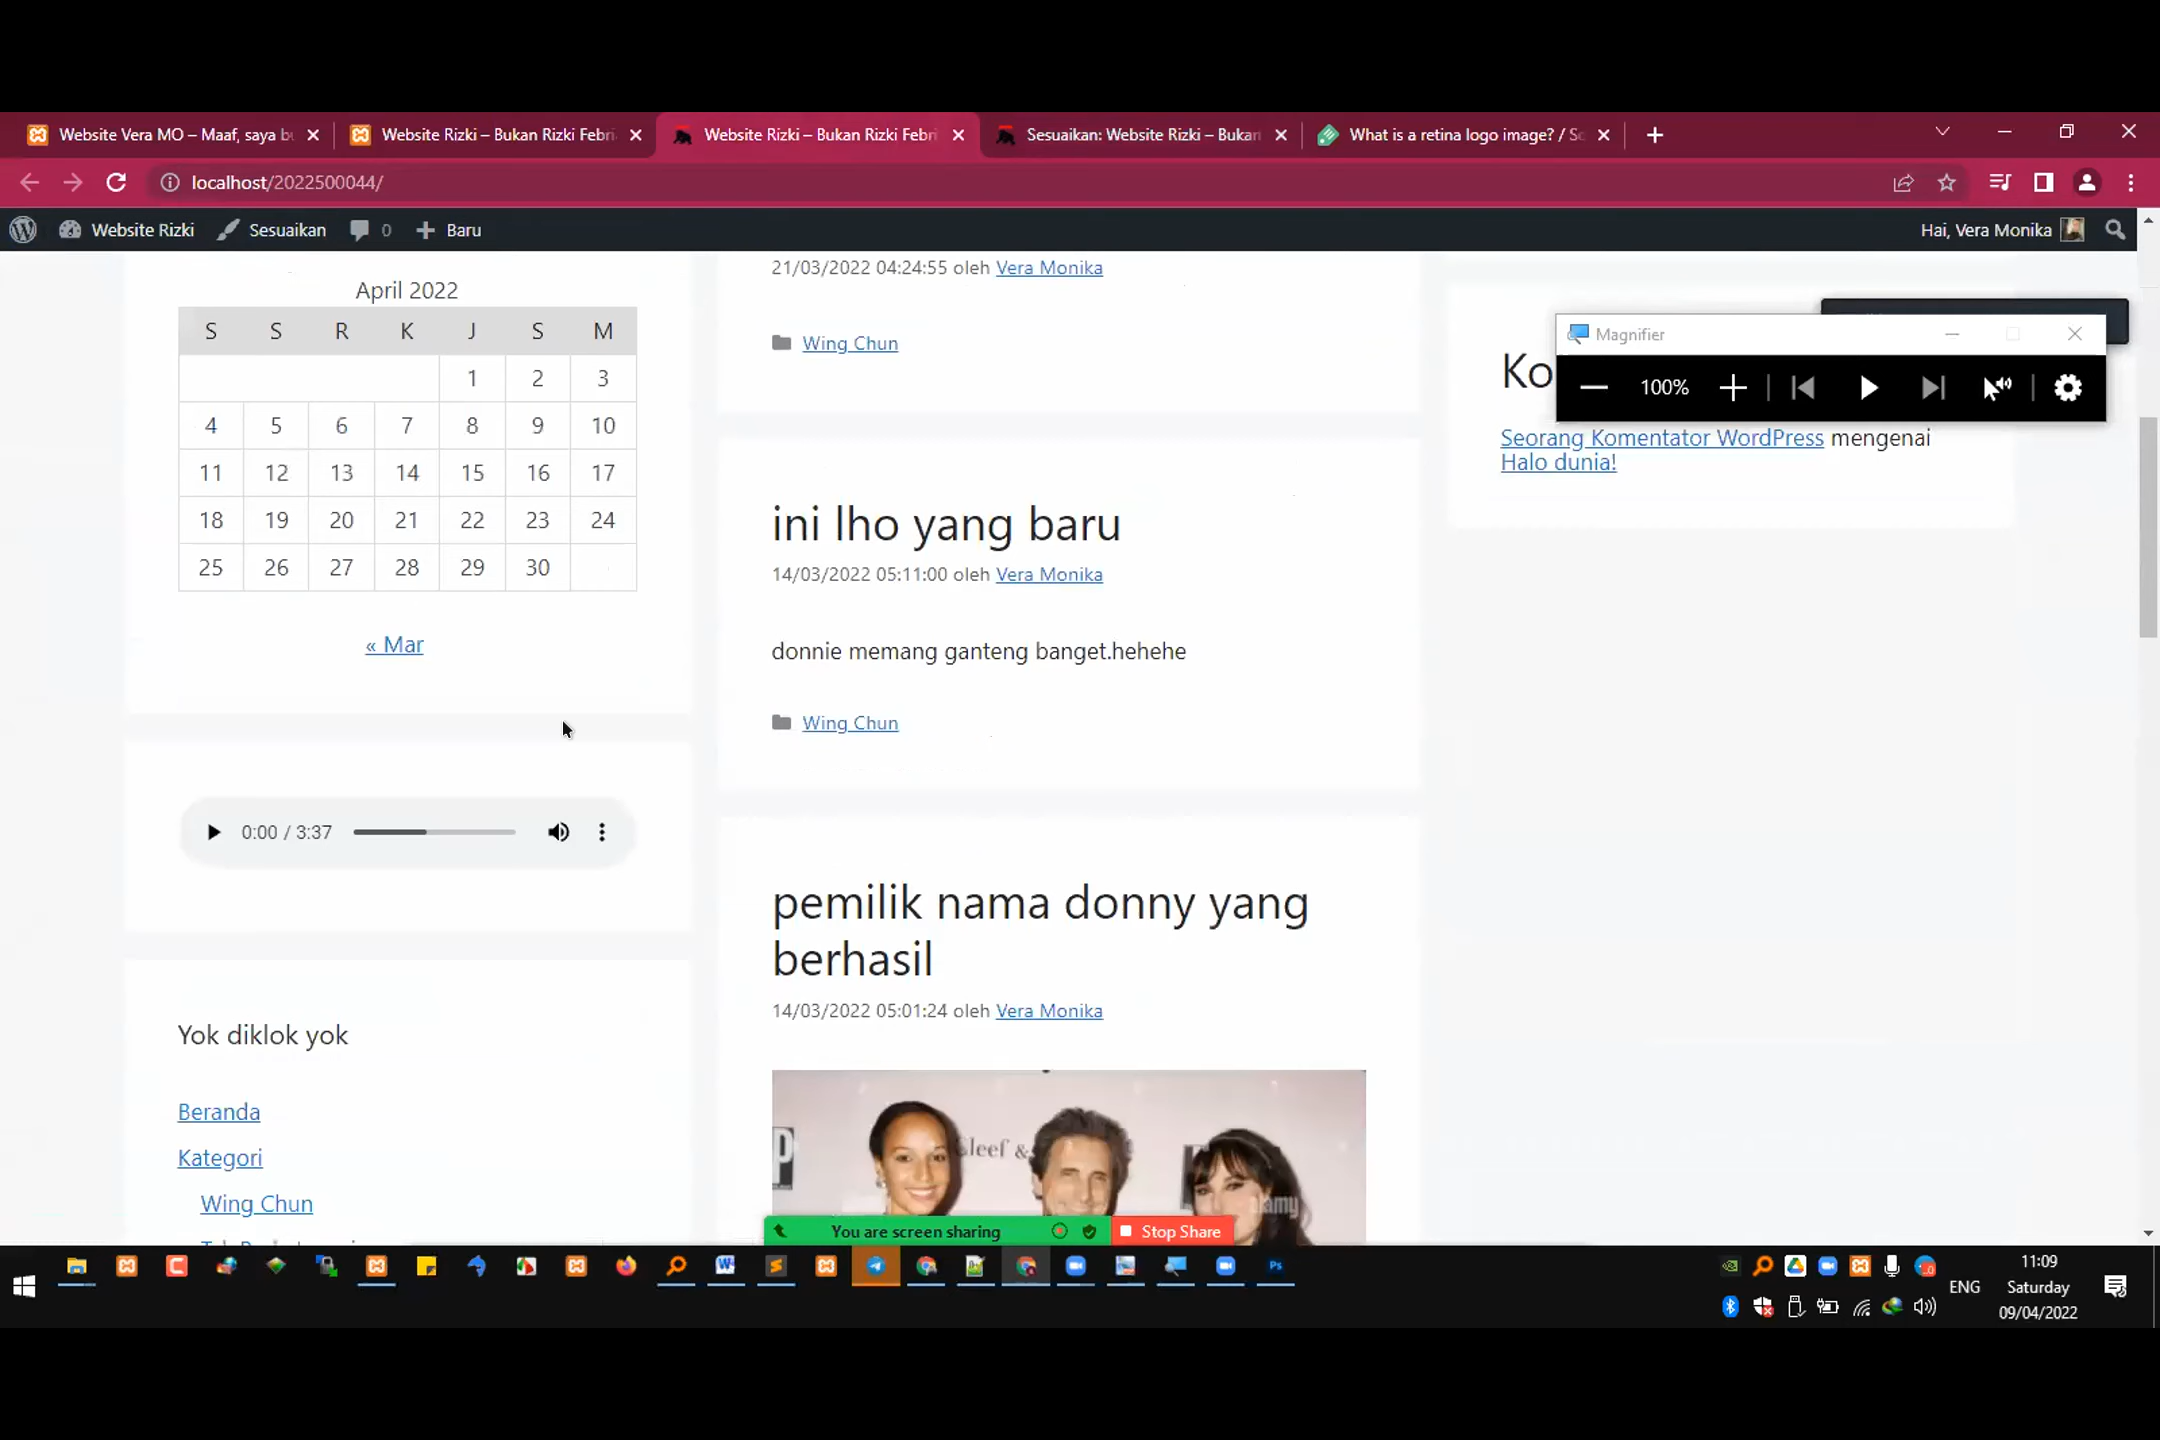 Website Vera MO – Maaf, saya bu
Website Rizki – Bukan Rizki Febri
Website Rizki – Bukan Rizki Febri
Sesuaikan: Website Rizki – Bukan
What is a retina logo image? / Sc
localhost/2022500044/
Website Rizki
Sesuaikan
0
Baru
Hai, Vera Monika
April 2022
S S R K J S M
1 2 3
4 5 6 7 8 9 10
11 12 13 14 15 16 17
18 19 20 21 22 23 24
25 26 27 28 29 30
« Mar
0:00 / 3:37
Yok diklok yok
Beranda
Kategori
Wing Chun
21/03/2022 04:24:55 oleh Vera Monika
Wing Chun
ini lho yang baru
14/03/2022 05:11:00 oleh Vera Monika
donnie memang ganteng banget.hehehe
Wing Chun
pemilik nama donny yang
berhasil
14/03/2022 05:01:24 oleh Vera Monika
Cleef &
alamy
Magnifier
100%
Ko
Seorang Komentator WordPress mengenai
Halo dunia!
You are screen sharing
Stop Share
Ps
ENG
11:09
Saturday
09/04/2022